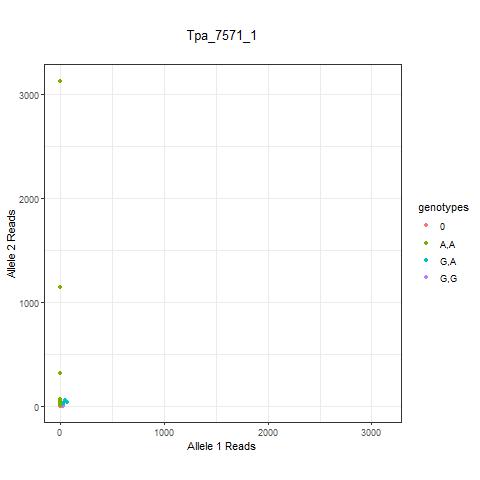 Tpa_7571_1
3000
2000
1000
0
Allele 2 Reads
0 1000 2000 3000
Allele 1 Reads
genotypes
0
A,A
G,A
G,G